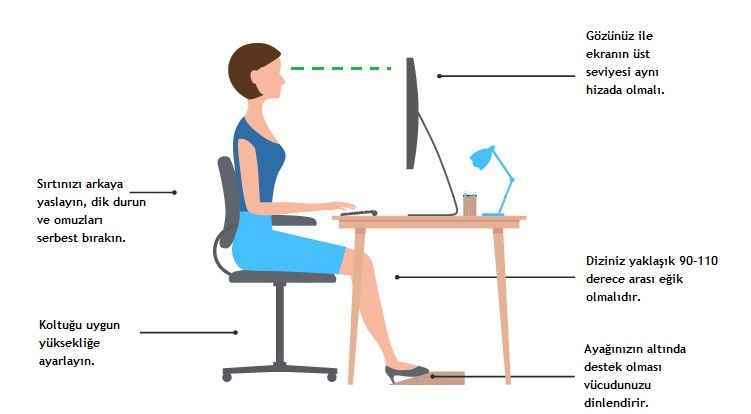 Gözünüz ile
ekranın üst
seviyesi aynı
hizada olmalı.
Sırtınızı arkaya
yaslayın, dik durun
ve omuzları
serbest bırakın.
Diziniz yaklaşık 90-110
derece arası eğik
olmalıdır.
Koltuğu uygun
yüksekliğe
ayarlayın.
Ayağınızın altında
destek olması
vücudunuzu
dinlendirir.